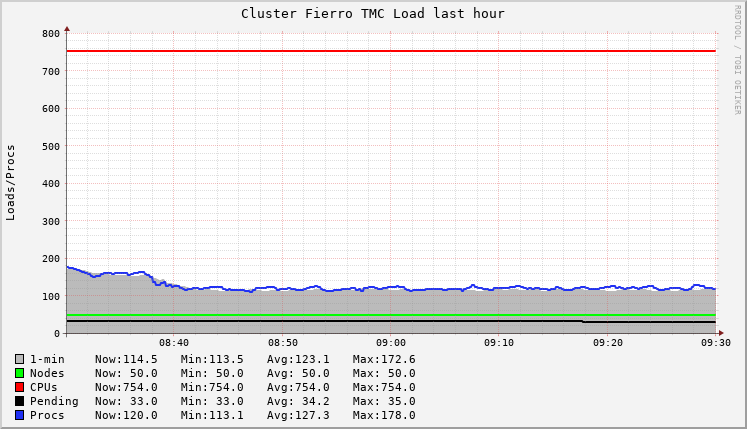 Cluster Fierro TMC Load last hour
RRDTOOL / TOBI OETIKER
Loads/Procs
800
700
600
500
400
300
200
100
0
08:40 08:50 09:00 09:10 09:20 09:30
1-min Now:114.5 Min:113.5 Avg:123.1 Max:172.6
Nodes Now: 50.0 Min: 50.0 Avg: 50.0 Max: 50.0
CPUs Now:754.0 Min:754.0 Avg:754.0 Max:754.0
Pending Now: 33.0 Min: 33.0 Avg: 34.2 Max: 35.0
Procs Now:120.0 Min:113.1 Avg:127.3 Max:178.0